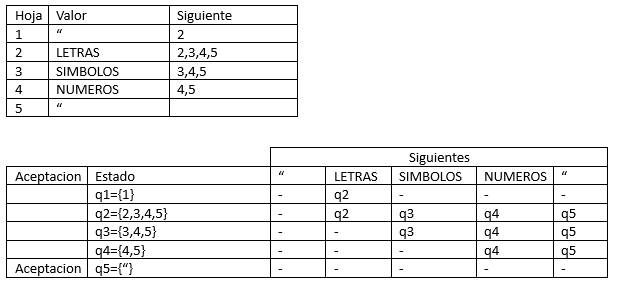 Hoja Valor Siguiente
1 “ 2
2 LETRAS 2,3,4,5
3 SIMBOLOS 3,4,5
4 NUMEROS 4,5
5 “
Siguientes
Aceptacion Estado “ LETRAS SIMBOLOS NUMEROS “
q1={1} - q2 - - -
q2={2,3,4,5} - q2 q3 q4 q5
q3={3,4,5} - - q3 q4 q5
q4={4,5} - - - q4 q5
Aceptacion q5={“} - - - - -